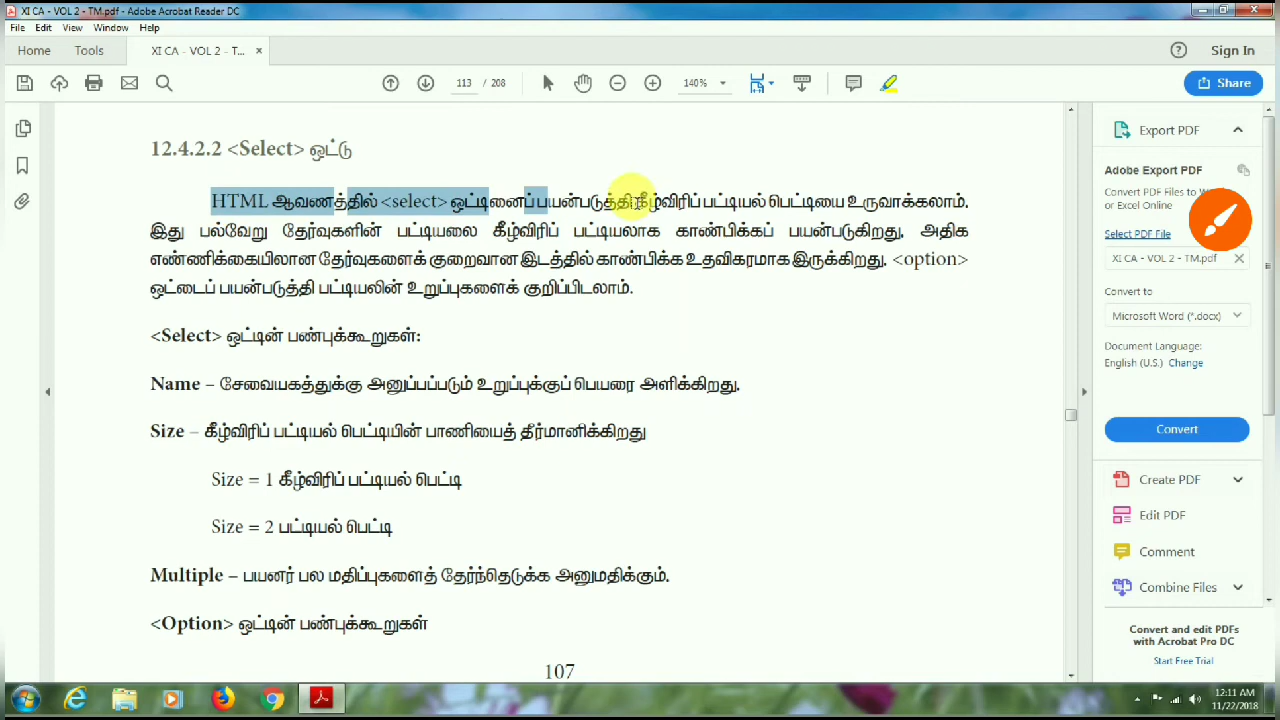 XI CA - VOL 2 - TM.pdf - Adobe Acrobat Reader DC
File Edit View Window Help
Home Tools XI CA - VOL 2 - T... × Sign In
113 / 208 140% Share
12.4.2.2 <Select> ஒட்டு
HTML ஆவணத்தில் <select> ஒட்டினைப் பயன்படுத்தி கீழ்விரிப் பட்டியல் பெட்டியை உருவாக்கலாம்.
இது பல்வேறு தேர்வுகளின் பட்டியலை கீழ்விரிப் பட்டியலாக காண்பிக்கப் பயன்படுகிறது. அதிக
எண்ணிக்கையிலான தேர்வுகளைக் குறைவான இடத்தில் காண்பிக்க உதவிகரமாக இருக்கிறது. <option>
ஒட்டைப் பயன்படுத்தி பட்டியலின் உறுப்புகளைக் குறிப்பிடலாம்.
<Select> ஒட்டின் பண்புக்கூறுகள்:
Name – சேவையகத்துக்கு அனுப்பப்படும் உறுப்புக்குப் பெயரை அளிக்கிறது.
Size – கீழ்விரிப் பட்டியல் பெட்டியின் பாணியைத் தீர்மானிக்கிறது
Size = 1 கீழ்விரிப் பட்டியல் பெட்டி
Size = 2 பட்டியல் பெட்டி
Multiple – பயனர் பல மதிப்புகளைத் தேர்ந்தெடுக்க அனுமதிக்கும்.
<Option> ஒட்டின் பண்புக்கூறுகள்
107
Export PDF
Adobe Export PDF
Convert PDF Files to W
or Excel Online
Select PDF File
XI CA - VOL 2 - TM.pdf ×
Convert to
Microsoft Word (*.docx)
Document Language:
English (U.S.) Change
Convert
Create PDF
Edit PDF
Comment
Combine Files
Convert and edit PDFs
with Acrobat Pro DC
Start Free Trial
12:11 AM
11/22/2018